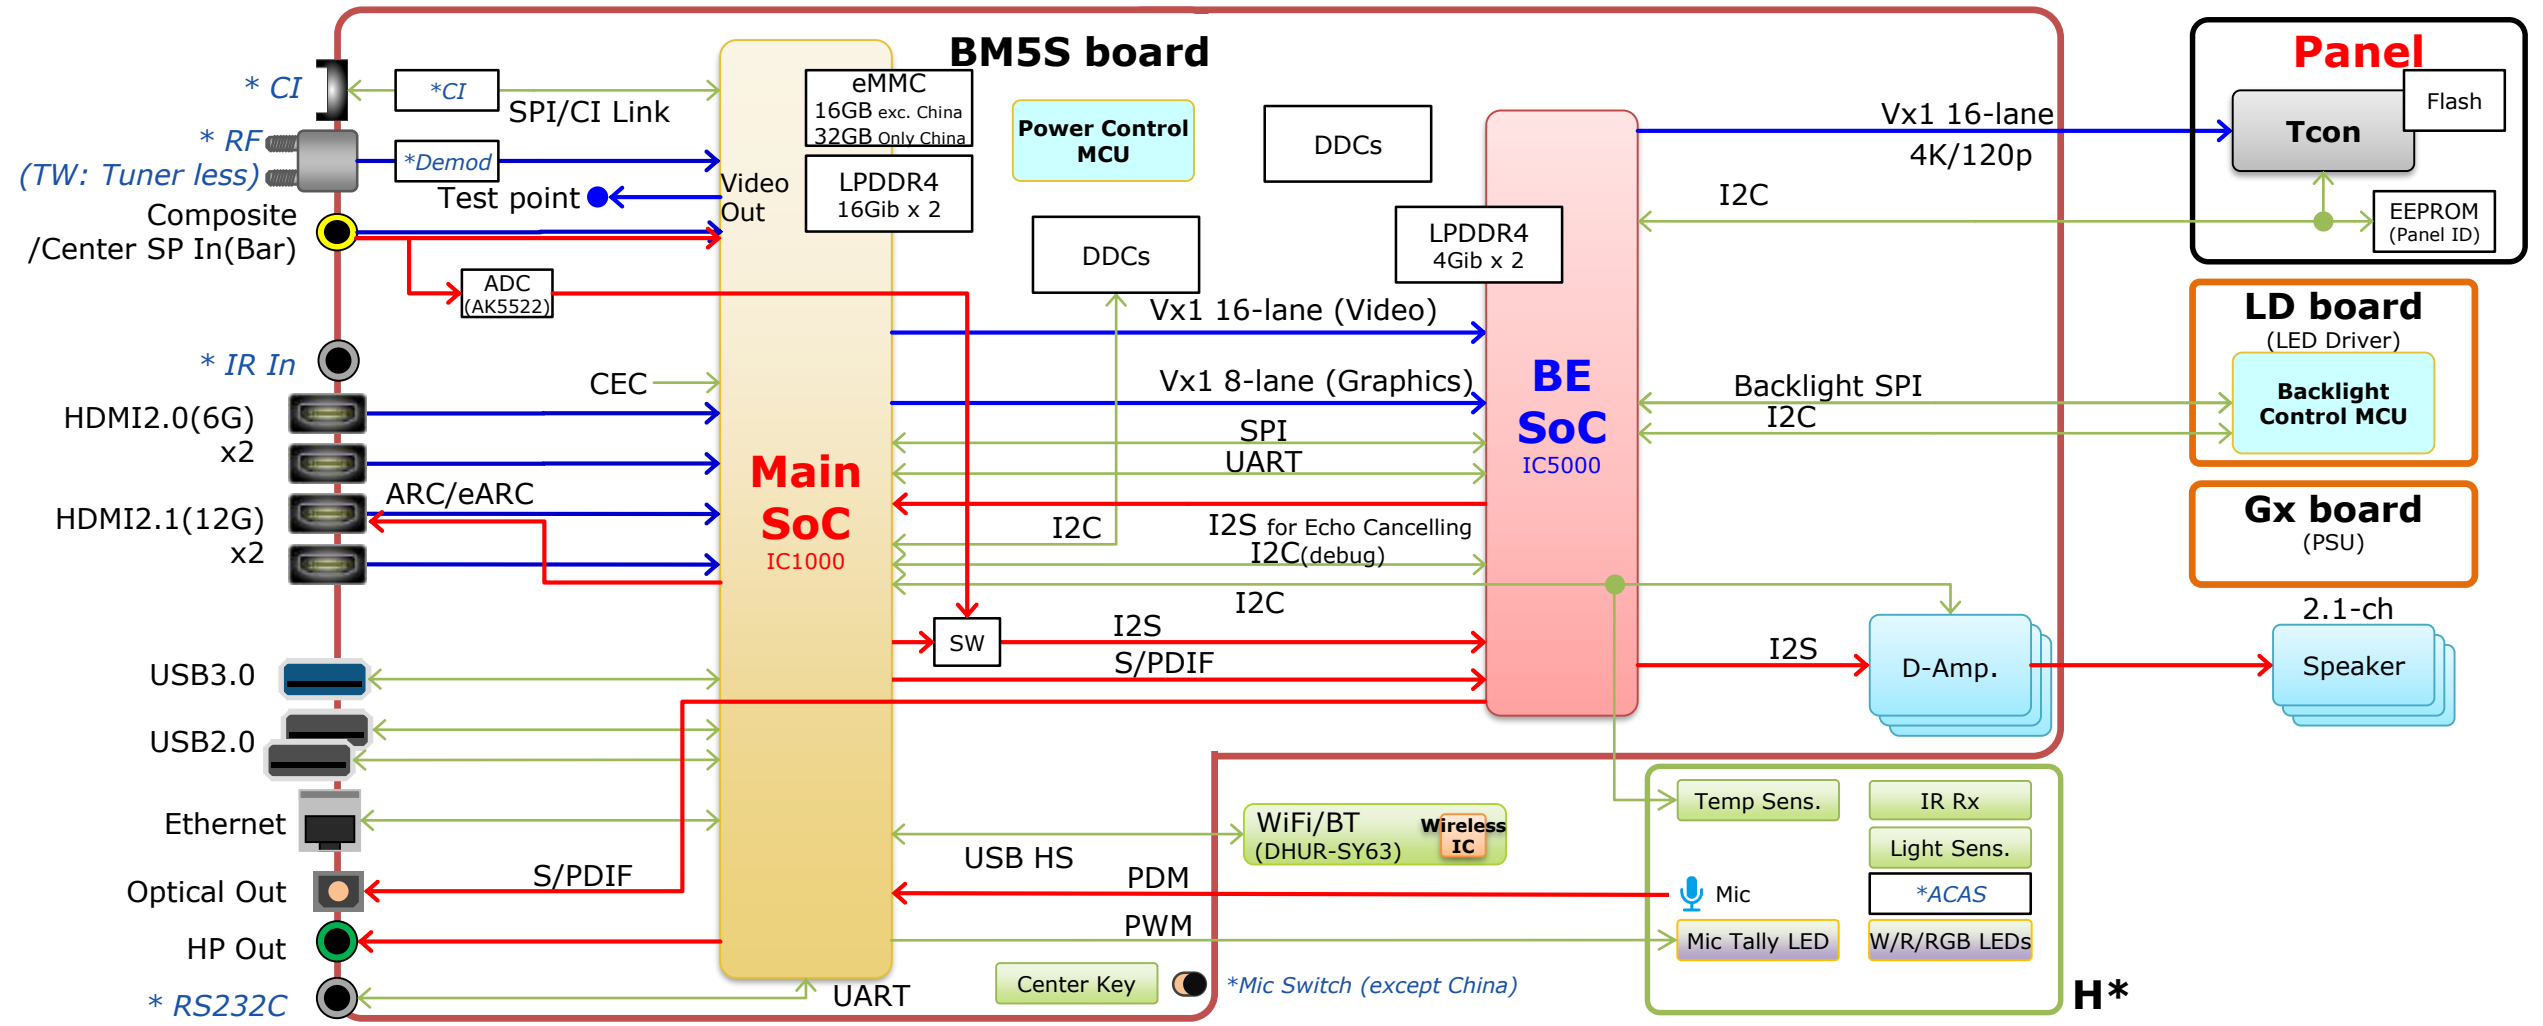 BM5S board
Panel
* CI
*CI
SPI/CI Link
eMMC
16GB exc. China
32GB Only China
Power Control
MCU
DDCs
Vx1 16-lane
4K/120p
Tcon
Flash
* RF
(TW: Tuner less)
*Demod
Test point
Video
Out
LPDDR4
16Gib x 2
I2C
EEPROM
(Panel ID)
Composite
/Center SP In(Bar)
DDCs
LPDDR4
4Gib x 2
ADC
(AK5522)
Vx1 16-lane (Video)
LD board
(LED Driver)
* IR In
CEC
Vx1 8-lane (Graphics)
BE
SoC
IC5000
Backlight SPI
I2C
Backlight
Control MCU
HDMI2.0(6G)
x2
SPI
UART
Main
SoC
IC1000
ARC/eARC
HDMI2.1(12G)
x2
I2C
I2S for Echo Cancelling
I2C(debug)
I2C
Gx board
(PSU)
2.1-ch
SW
I2S
S/PDIF
I2S
D-Amp.
Speaker
USB3.0
USB2.0
Ethernet
WiFi/BT
(DHUR-SY63)
Wireless
IC
USB HS
Temp Sens.
IR Rx
Light Sens.
Optical Out
S/PDIF
PDM
Mic
*ACAS
HP Out
PWM
Mic Tally LED
W/R/RGB LEDs
* RS232C
UART
Center Key
*Mic Switch (except China)
H*